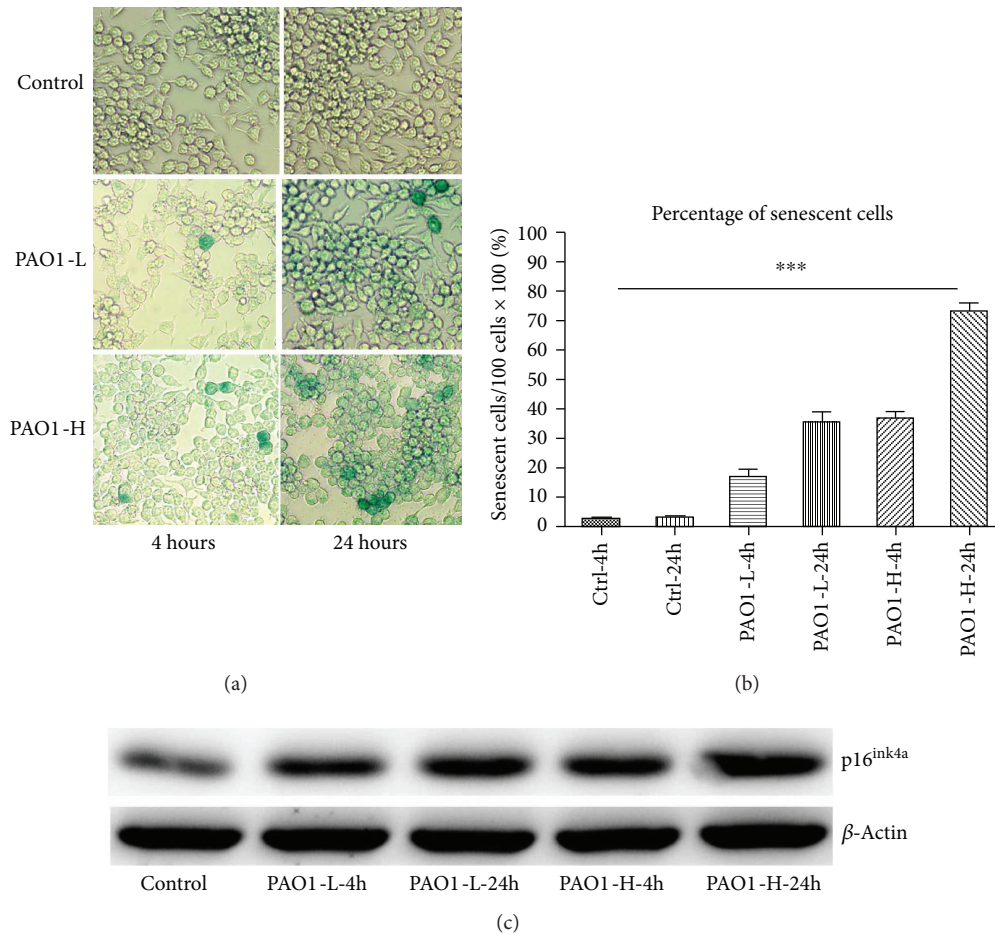 Control
PAO1-L
PAO1-H
4 hours
24 hours
(a)
Percentage of senescent cells
Senescent cells/100 cells × 100 (%)
100
90
80
70
60
50
40
30
20
10
0
***
Ctrl-4h
Ctrl-24h
PAO1-L-4h
PAO1-L-24h
PAO1-H-4h
PAO1-H-24h
(b)
p16ink4a
β-Actin
Control
PAO1-L-4h
PAO1-L-24h
PAO1-H-4h
PAO1-H-24h
(c)